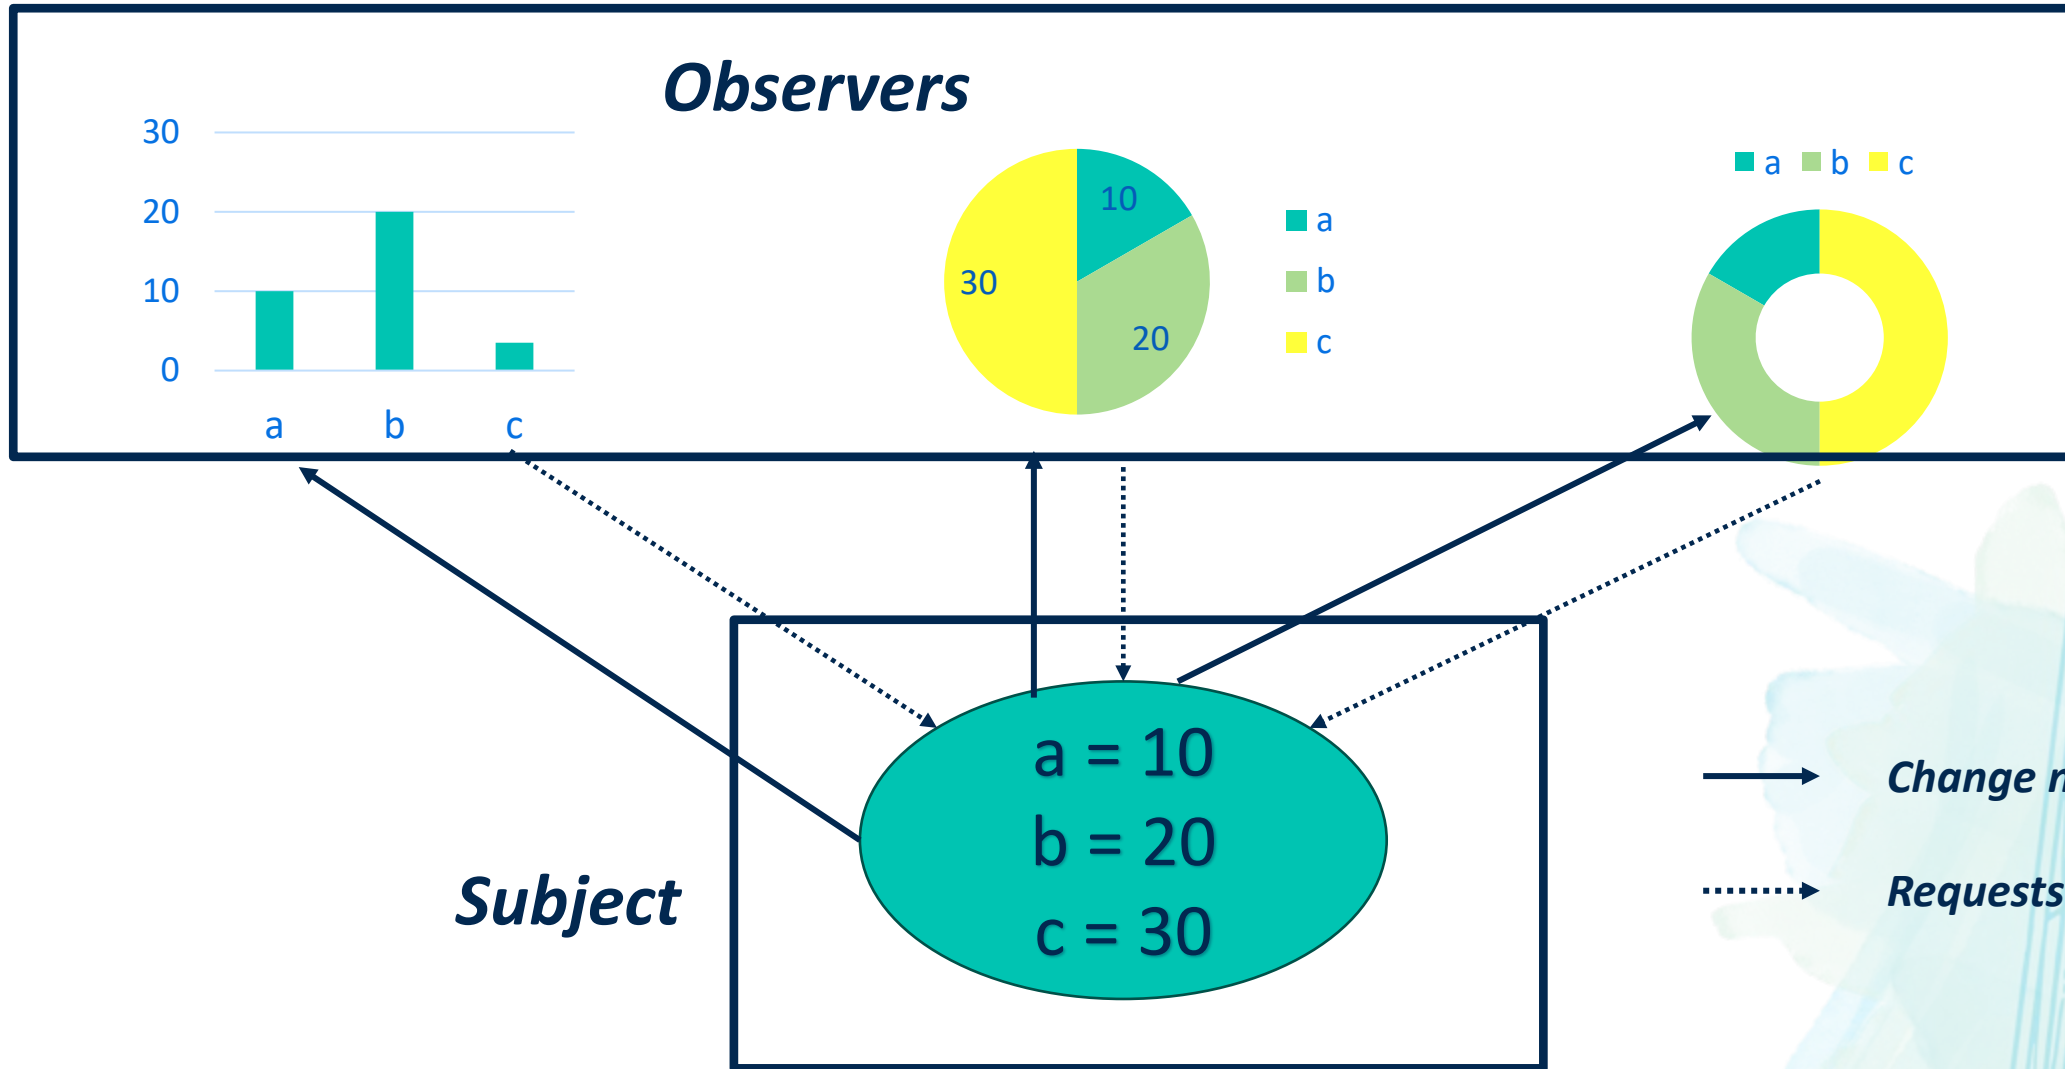 Observers
30
20
10
0
a
b
c
10
20
30
a
b
c
a b c
a = 10
b = 20
c = 30
Subject
Change
Requests